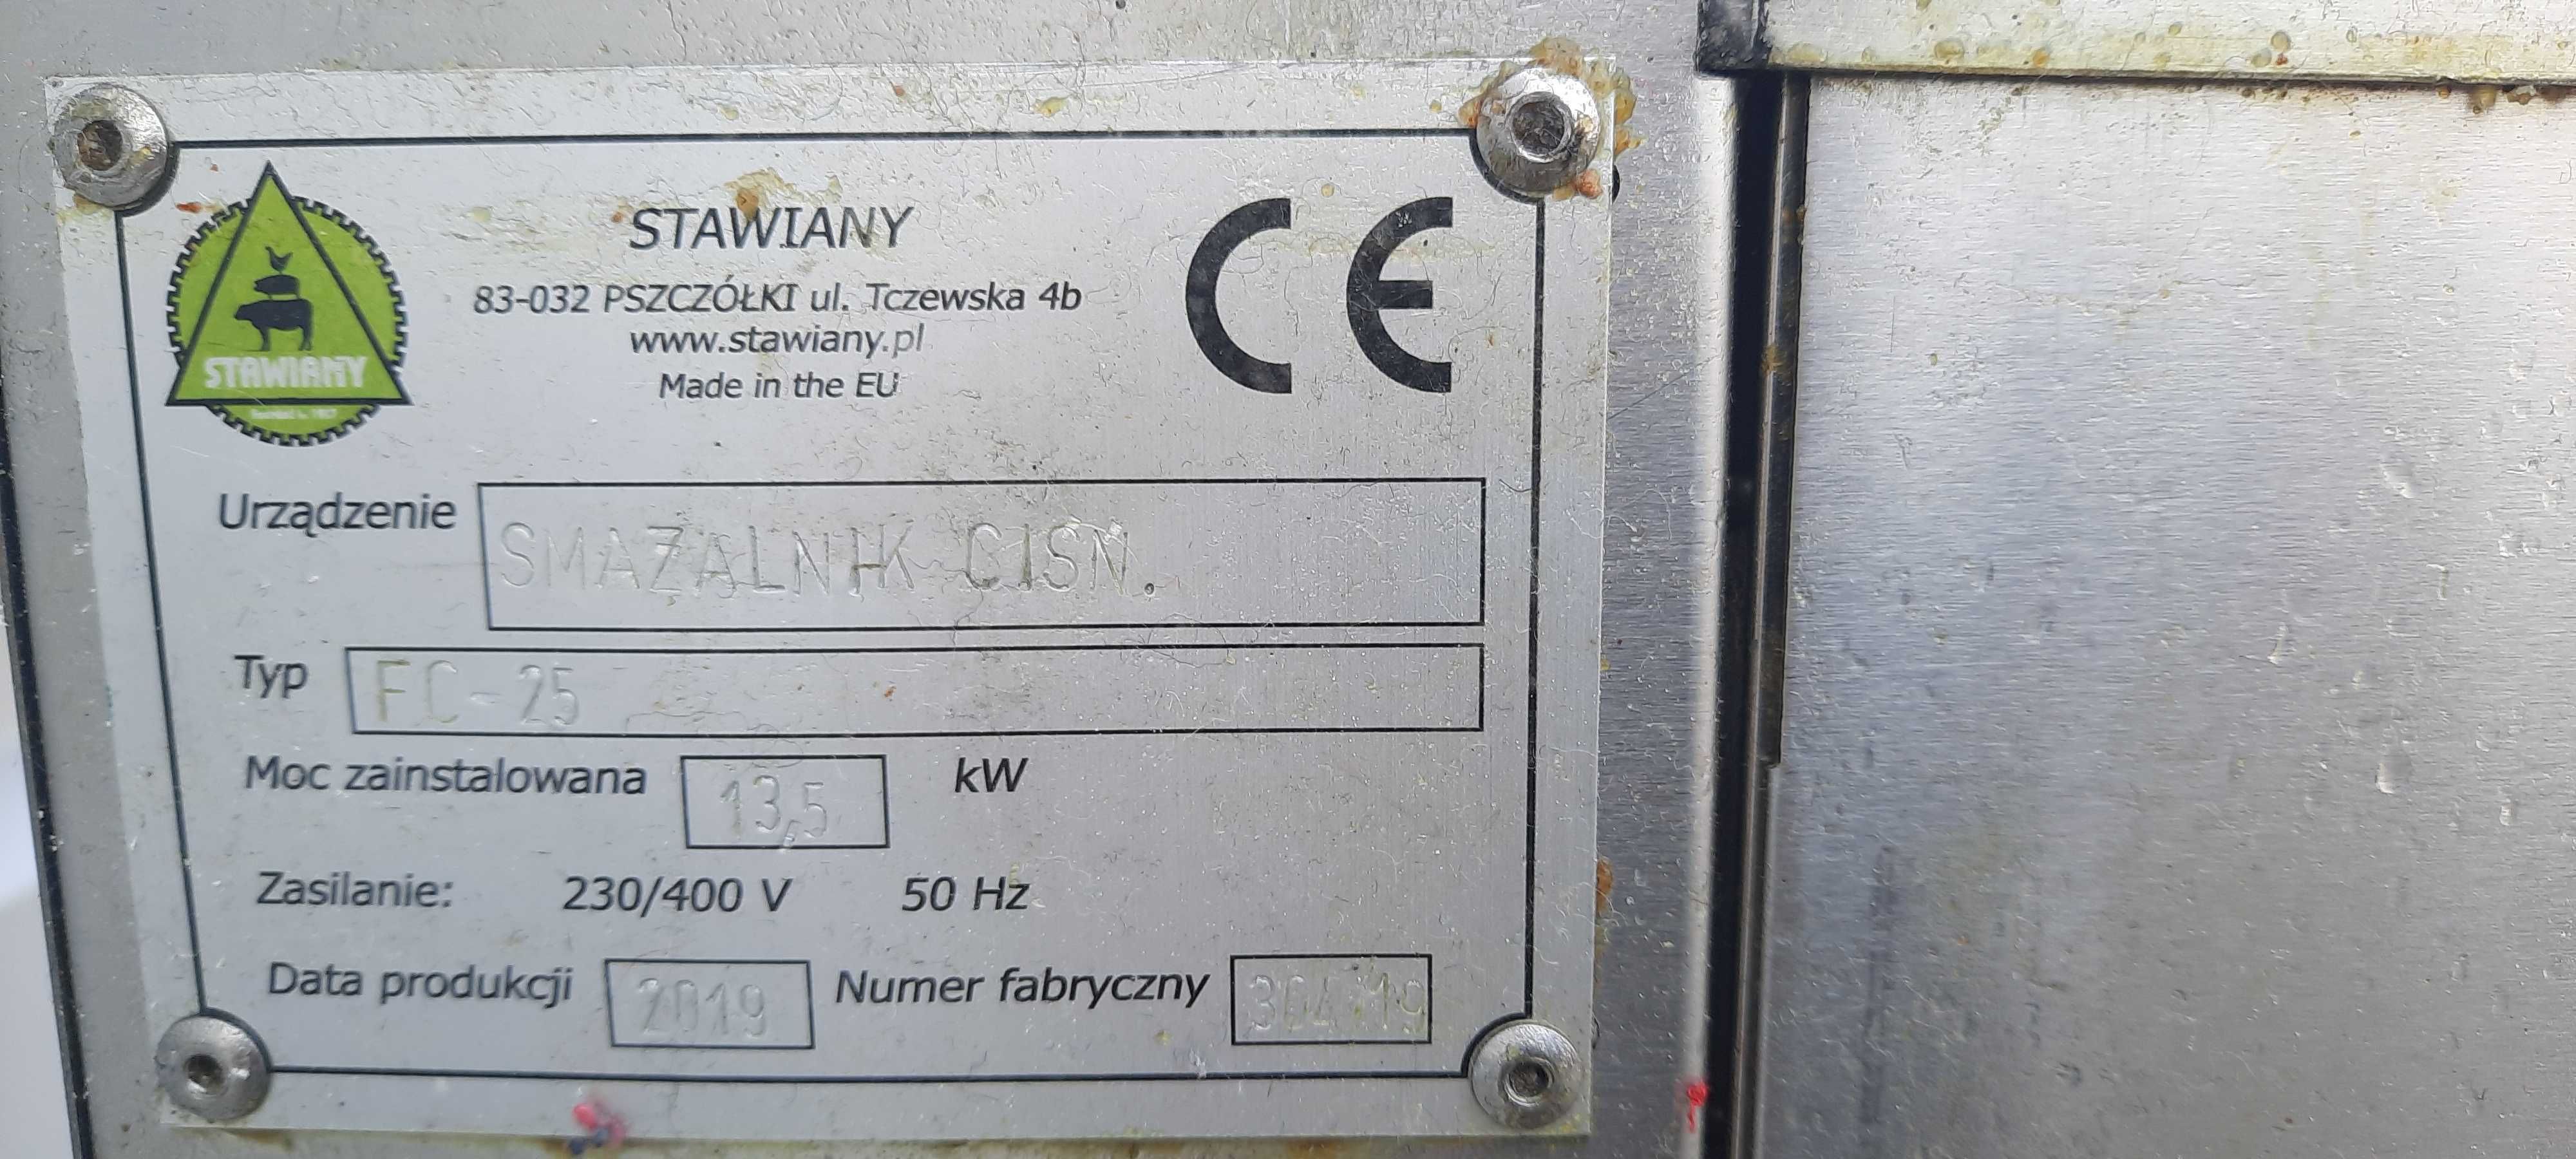 STAWIANY
83-032 PSZCZÓŁKI ul. Tczewska 4b
www.stawiany.pl
Made in the EU
CE
STAWIANY
Urządzenie SMAŻALNIK CISN.
Typ FC-25
Moc zainstalowana 13,5 kW
Zasilanie: 230/400 V 50 Hz
Data produkcji 2019 Numer fabryczny